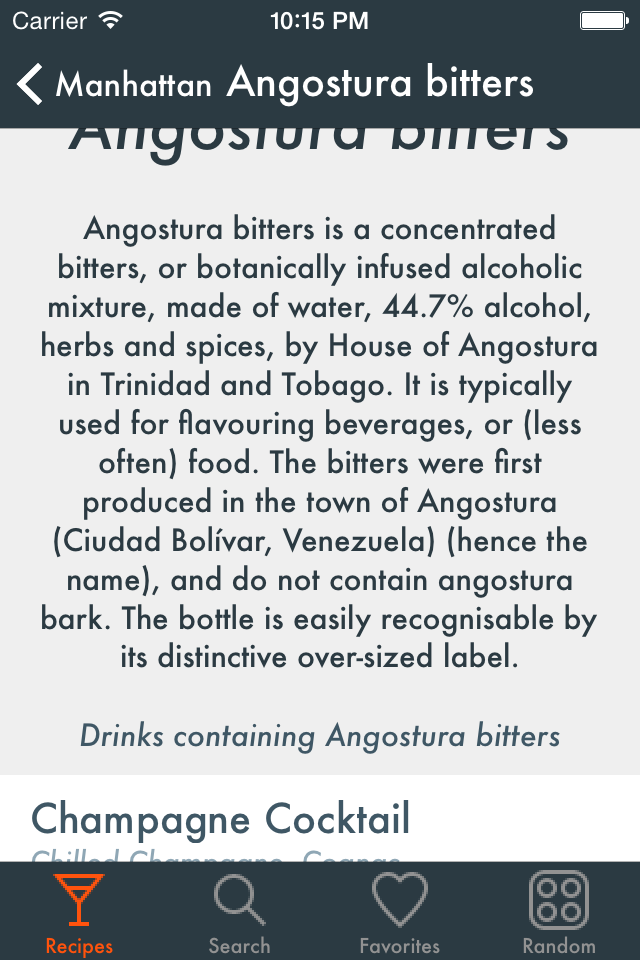 Carrier 10:15 PM
Manhattan Angostura bitters
Angostura bitters
Angostura bitters is a concentrated
bitters, or botanically infused alcoholic
mixture, made of water, 44.7% alcohol,
herbs and spices, by House of Angostura
in Trinidad and Tobago. It is typically
used for flavouring beverages, or (less
often) food. The bitters were first
produced in the town of Angostura
(Ciudad Bolívar, Venezuela) (hence the
name), and do not contain angostura
bark. The bottle is easily recognisable by
its distinctive over-sized label.
Drinks containing Angostura bitters
Champagne Cocktail
Chilled Champagne, Cognac
Recipes Search Favorites Random